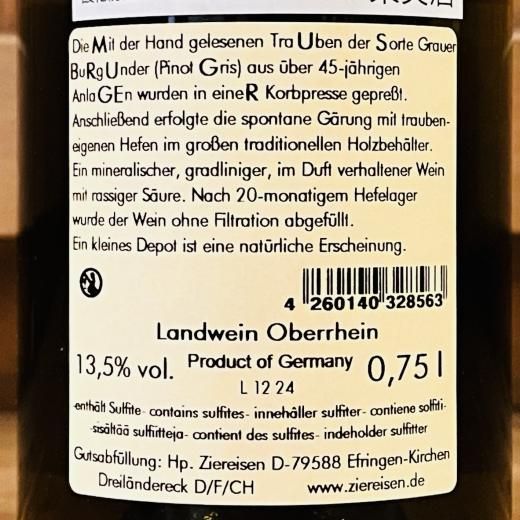 Die Mit der Hand gelesenen TraUben der Sorte Grauer
BuRgUnder (Pinot Gris) aus über 45-jährigen
AnlaGEn wurden in eineR Korbpresse gepreßt.
Anschließend erfolgte die spontane Gärung mit trauben-
eigenen Hefen im großen traditionellen Holzbehälter.
Ein mineralischer, gradliniger, im Duft verhaltener Wein
mit rassiger Säure. Nach 20-monatigem Hefelager
wurde der Wein ohne Filtration abgefüllt.
Ein kleines Depot ist eine natürliche Erscheinung.
4 260140 328563
Landwein Oberrhein
13,5% vol. Product of Germany 0,75 l
L 12 24
-enthält Sulfite- contains sulfites- innehåller sulfiter- contiene solfiti-
-sisältää sulfiitteja- contient des sulfites- indeholder sulfitter
Gutsabfüllung: Hp. Ziereisen D-79588 Efringen-Kirchen
Dreiländereck D/F/CH www.ziereisen.de